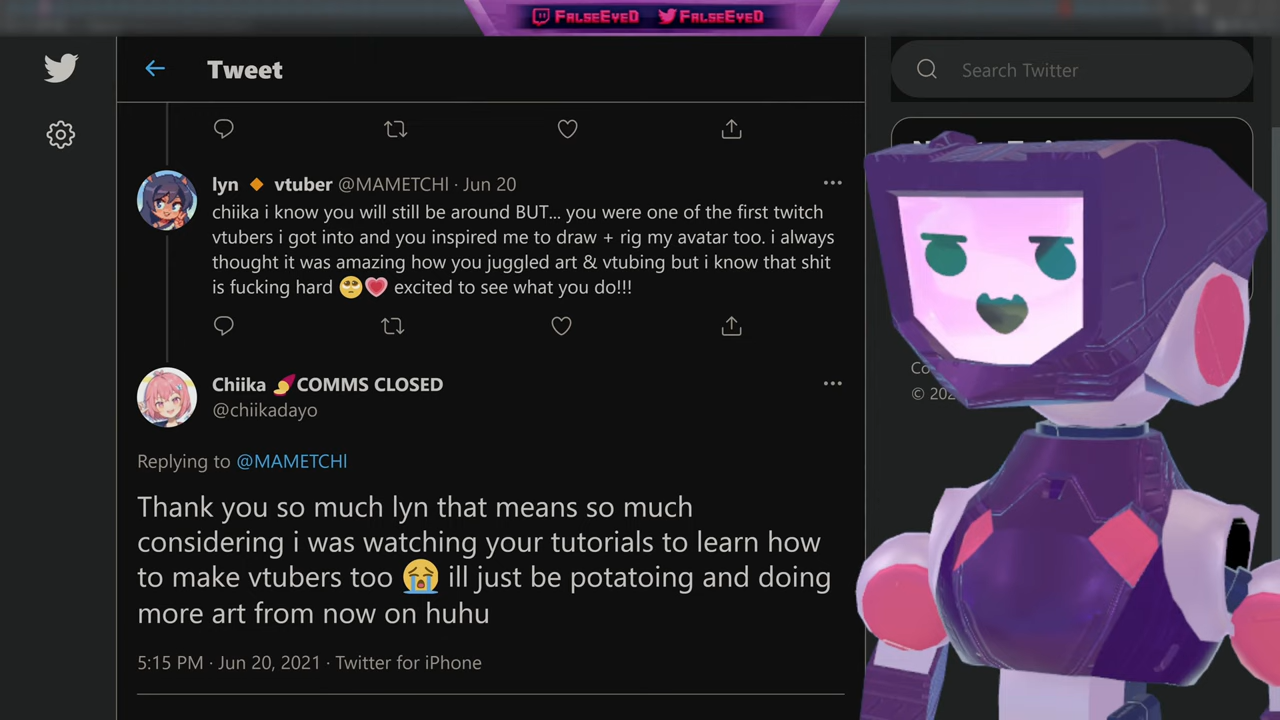 FalseEyeD FalseEyeD
Tweet
Search Twitter
lyn 🔸 vtuber @MAMETCHl · Jun 20
chiika i know you will still be around BUT... you were one of the first twitch
vtubers i got into and you inspired me to draw + rig my avatar too. i always
thought it was amazing how you juggled art & vtubing but i know that shit
is fucking hard 🥺💗 excited to see what you do!!!
Chiika 🍠COMMS CLOSED
@chiikadayo
Replying to @MAMETCHl
Thank you so much lyn that means so much
considering i was watching your tutorials to learn how
to make vtubers too 😭 ill just be potatoing and doing
more art from now on huhu
5:15 PM · Jun 20, 2021 · Twitter for iPhone